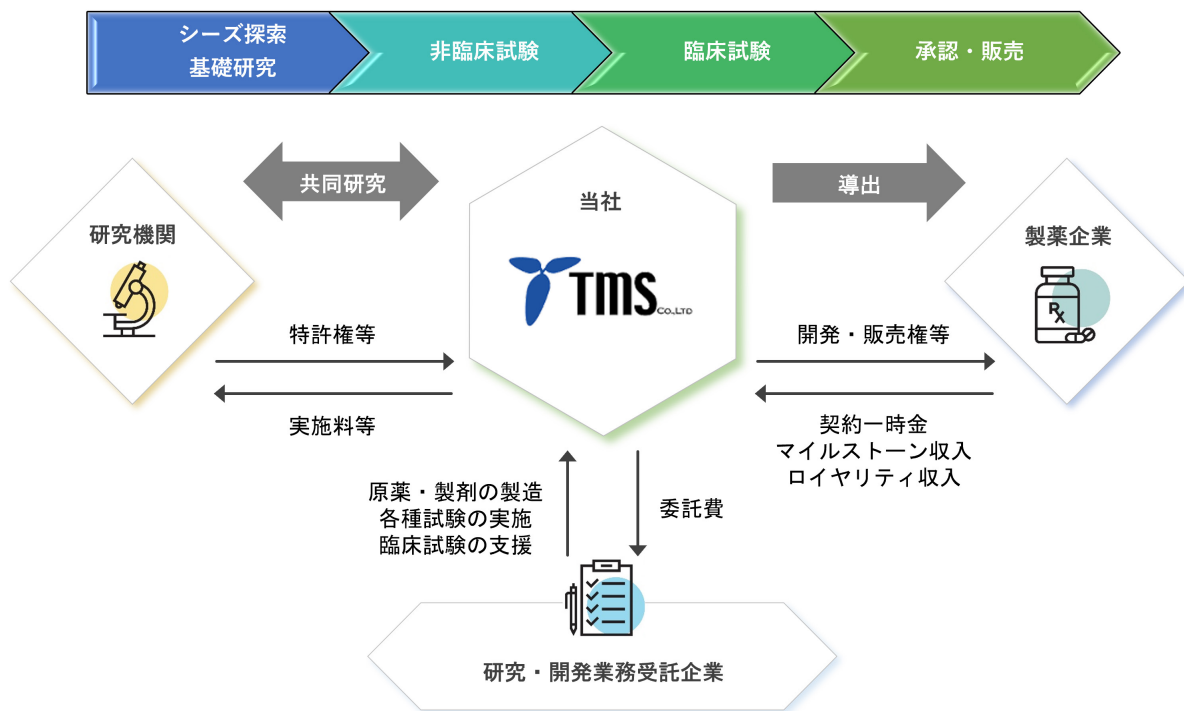 シーズ探索
基礎研究
非臨床試験
臨床試験
承認・販売
共同研究
導出
研究機関
当社
TMS CO.,LTD
製薬企業
Rx
特許権等
実施料等
開発・販売権等
契約一時金
マイルストーン収入
ロイヤリティ収入
原薬・製剤の製造
各種試験の実施
臨床試験の支援
委託費
研究・開発業務受託企業